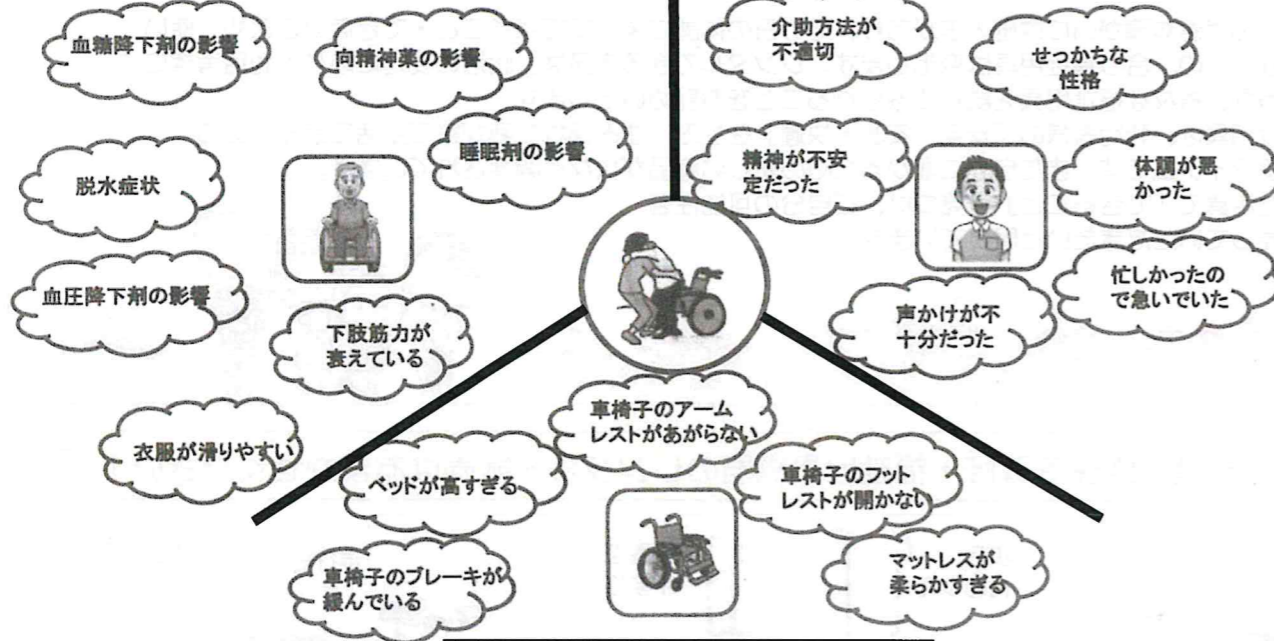 血糖降下剤の影響
向精神薬の影響
睡眠剤の影響
脱水症状
血圧降下剤の影響
下肢筋力が
衰えている
衣服が滑りやすい
介助方法が
不適切
せっかちな
性格
精神が不安
定だった
体調が悪
かった
忙しかったの
で急いでいた
声かけが不
十分だった
車椅子のアーム
レストがあがらない
ベッドが高すぎる
車椅子のフット
レストが開かない
車椅子のブレーキが
緩んでいる
マットレスが
柔らかすぎる